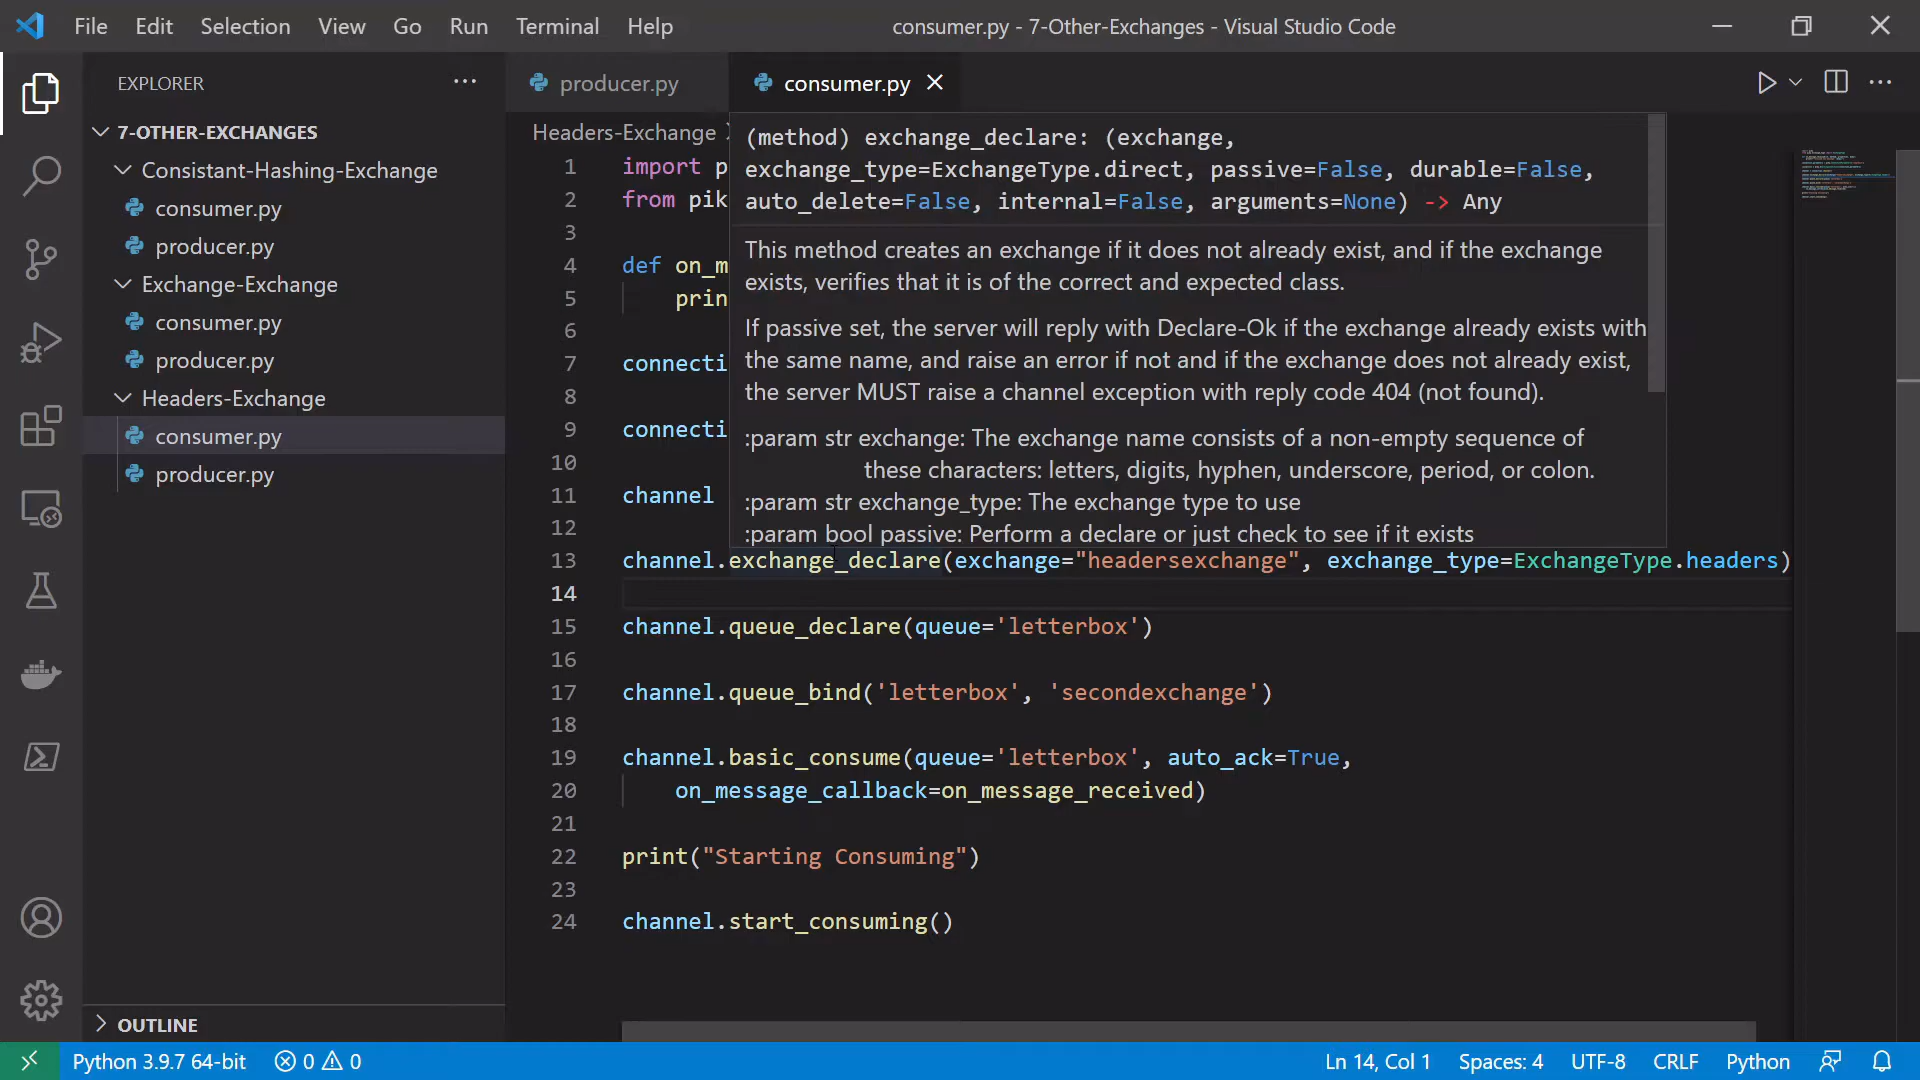 File Edit Selection View Go Run Terminal Help
consumer.py - 7-Other-Exchanges - Visual Studio Code
EXPLORER
7-OTHER-EXCHANGES
Consistant-Hashing-Exchange
consumer.py
producer.py
Exchange-Exchange
consumer.py
producer.py
Headers-Exchange
consumer.py
producer.py
OUTLINE
producer.py consumer.py
Headers-Exchange
(method) exchange_declare: (exchange,
exchange_type=ExchangeType.direct, passive=False, durable=False,
auto_delete=False, internal=False, arguments=None) -> Any
This method creates an exchange if it does not already exist, and if the exchange
exists, verifies that it is of the correct and expected class.
If passive set, the server will reply with Declare-Ok if the exchange already exists with
the same name, and raise an error if not and if the exchange does not already exist,
the server MUST raise a channel exception with reply code 404 (not found).
:param str exchange: The exchange name consists of a non-empty sequence of
these characters: letters, digits, hyphen, underscore, period, or colon.
:param str exchange_type: The exchange type to use
:param bool passive: Perform a declare or just check to see if it exists
1 import p
2 from pik
3
4 def on_m
5 prin
6
7 connecti
8
9 connecti
10
11 channel
12
13 channel.exchange_declare(exchange="headersexchange", exchange_type=ExchangeType.headers)
14
15 channel.queue_declare(queue='letterbox')
16
17 channel.queue_bind('letterbox', 'secondexchange')
18
19 channel.basic_consume(queue='letterbox', auto_ack=True,
20 on_message_callback=on_message_received)
21
22 print("Starting Consuming")
23
24 channel.start_consuming()
Python 3.9.7 64-bit 0 0 Ln 14, Col 1 Spaces: 4 UTF-8 CRLF Python